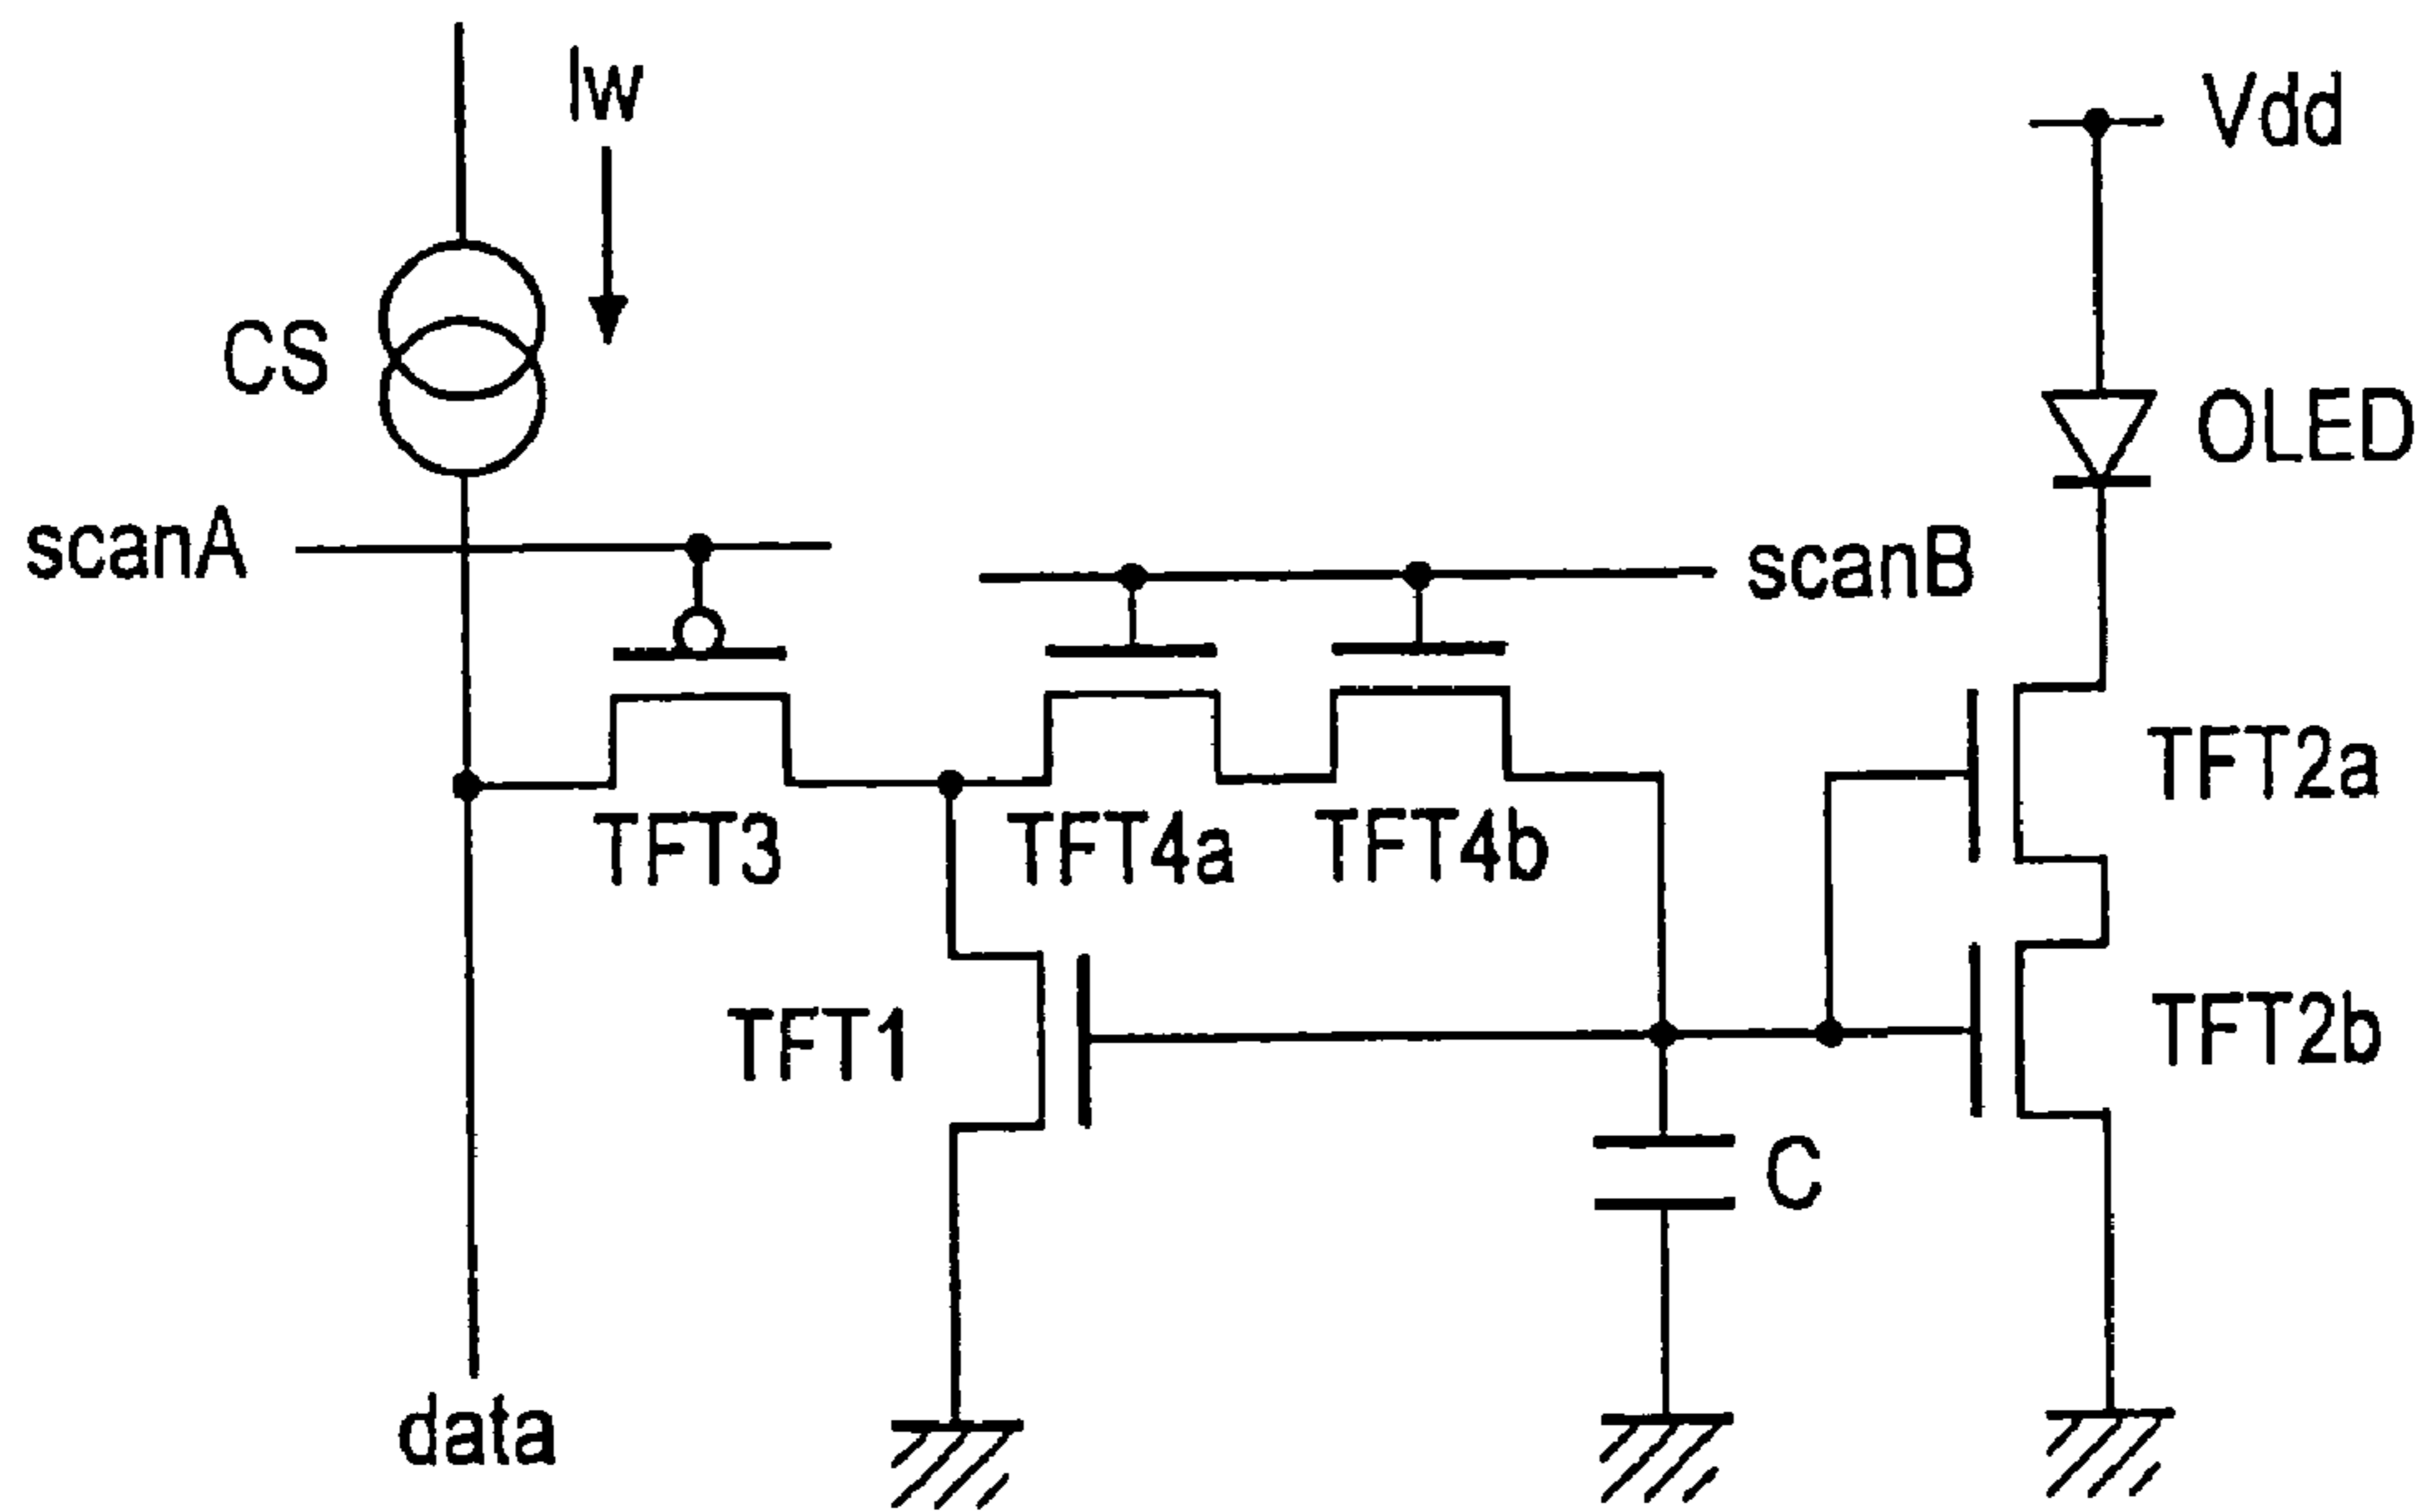 Iw
Vdd
CS
OLED
scanA
scanB
TFT2a
TFT3
TFT4a
TFT4b
TFT1
TFT2b
C
data